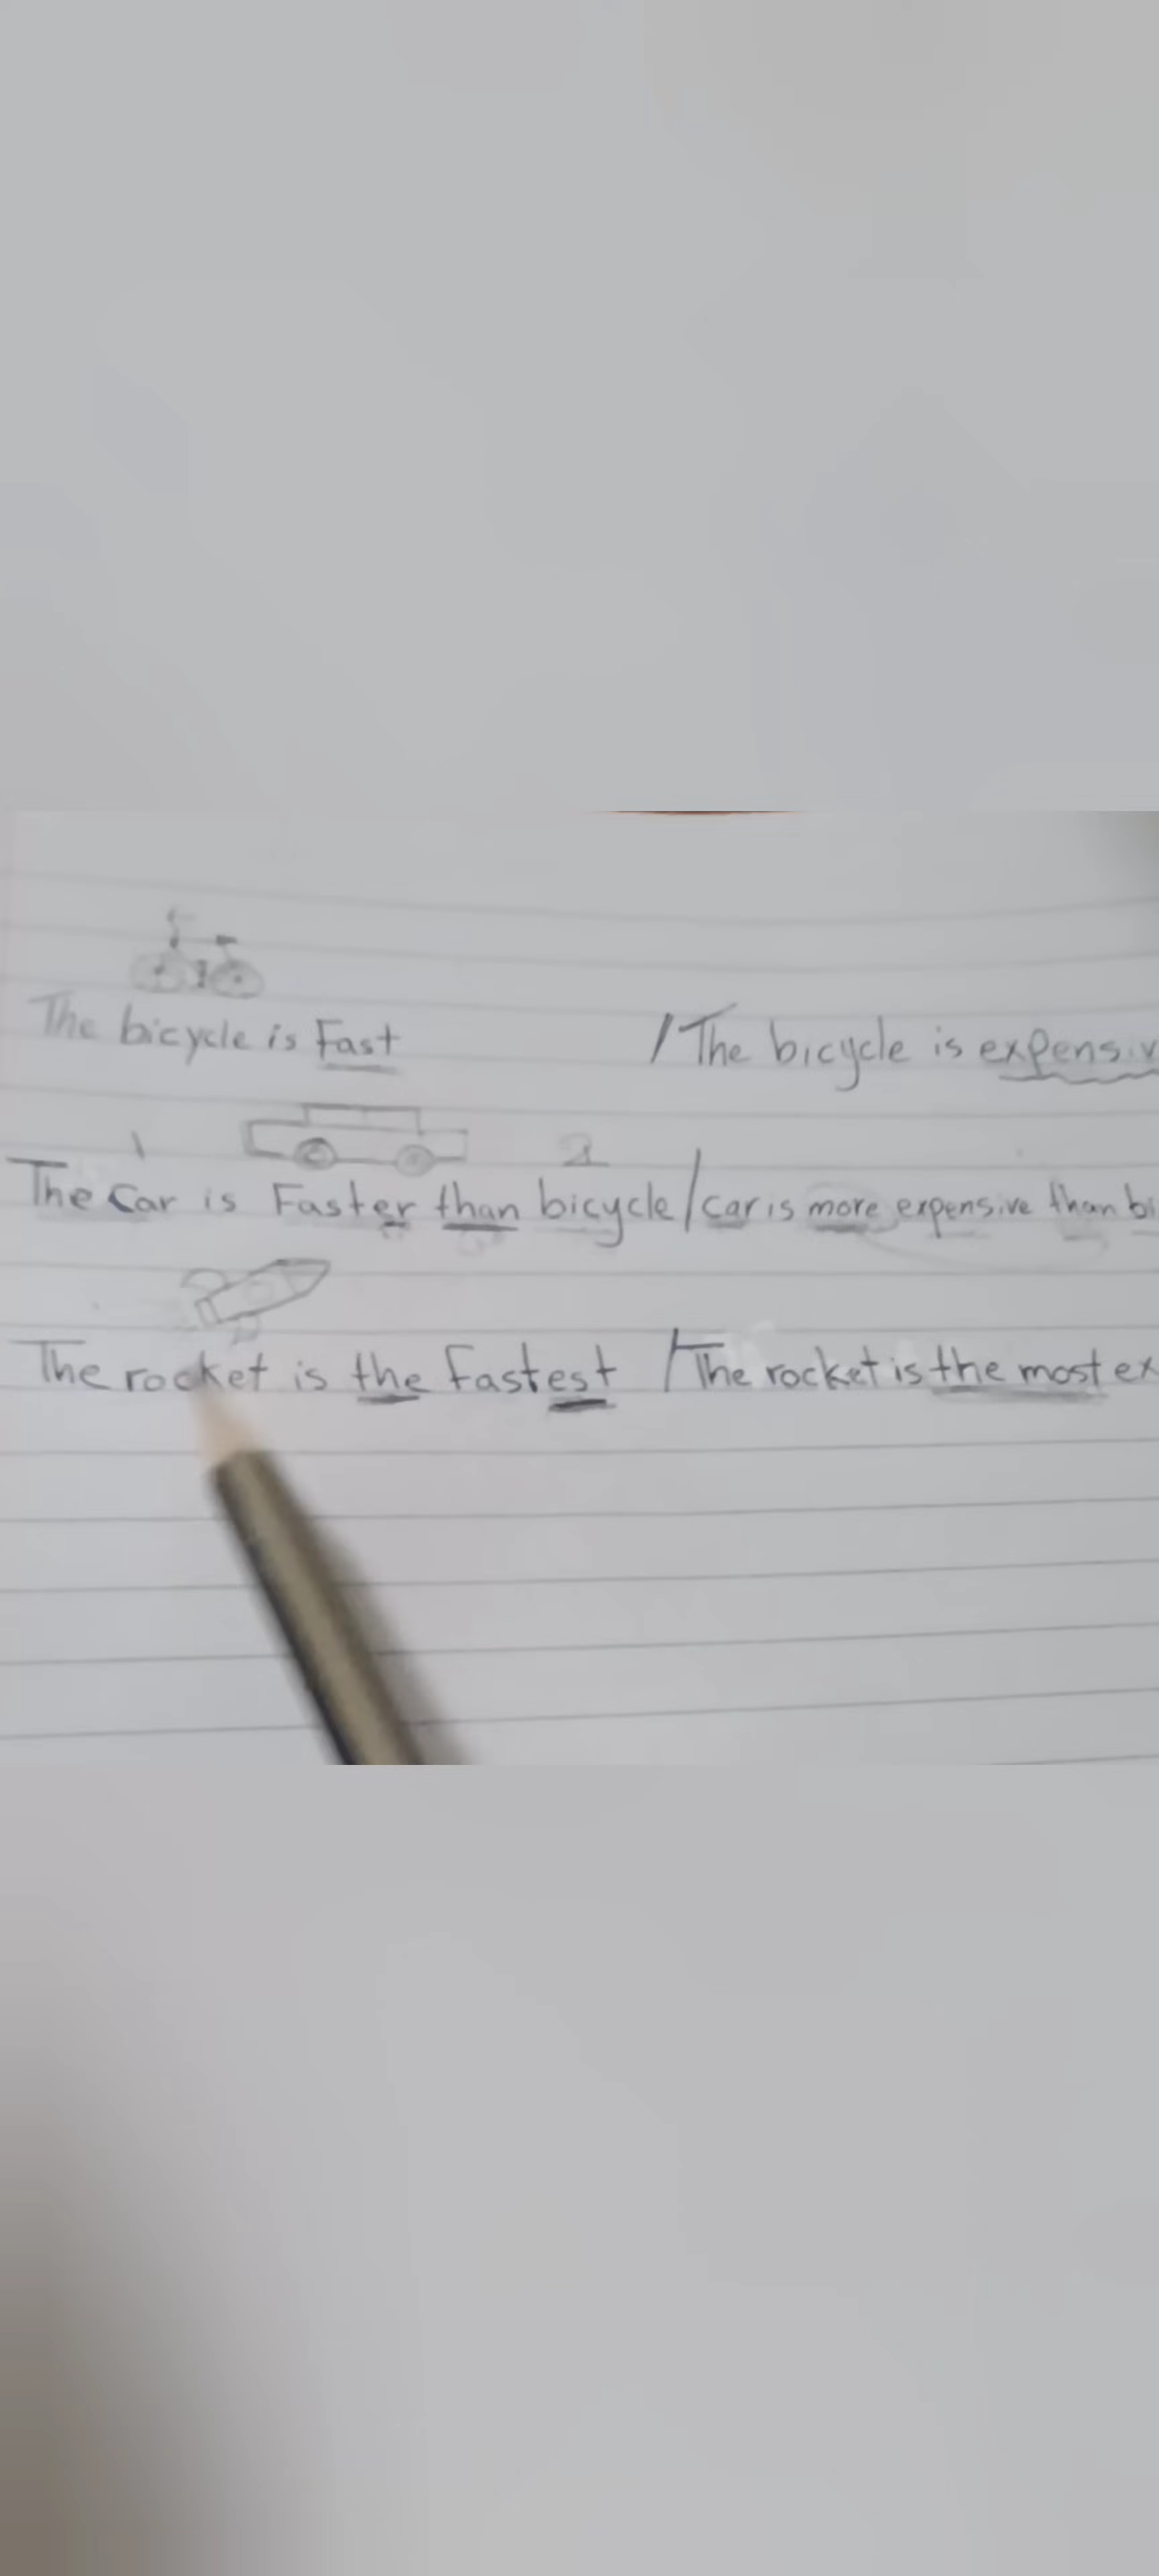 The bicycle is Fast / The bicycle is expensiv
1 2
The Car is Faster than bicycle / car is more expensive than bi
The rocket is the fastest / The rocket is the most ex